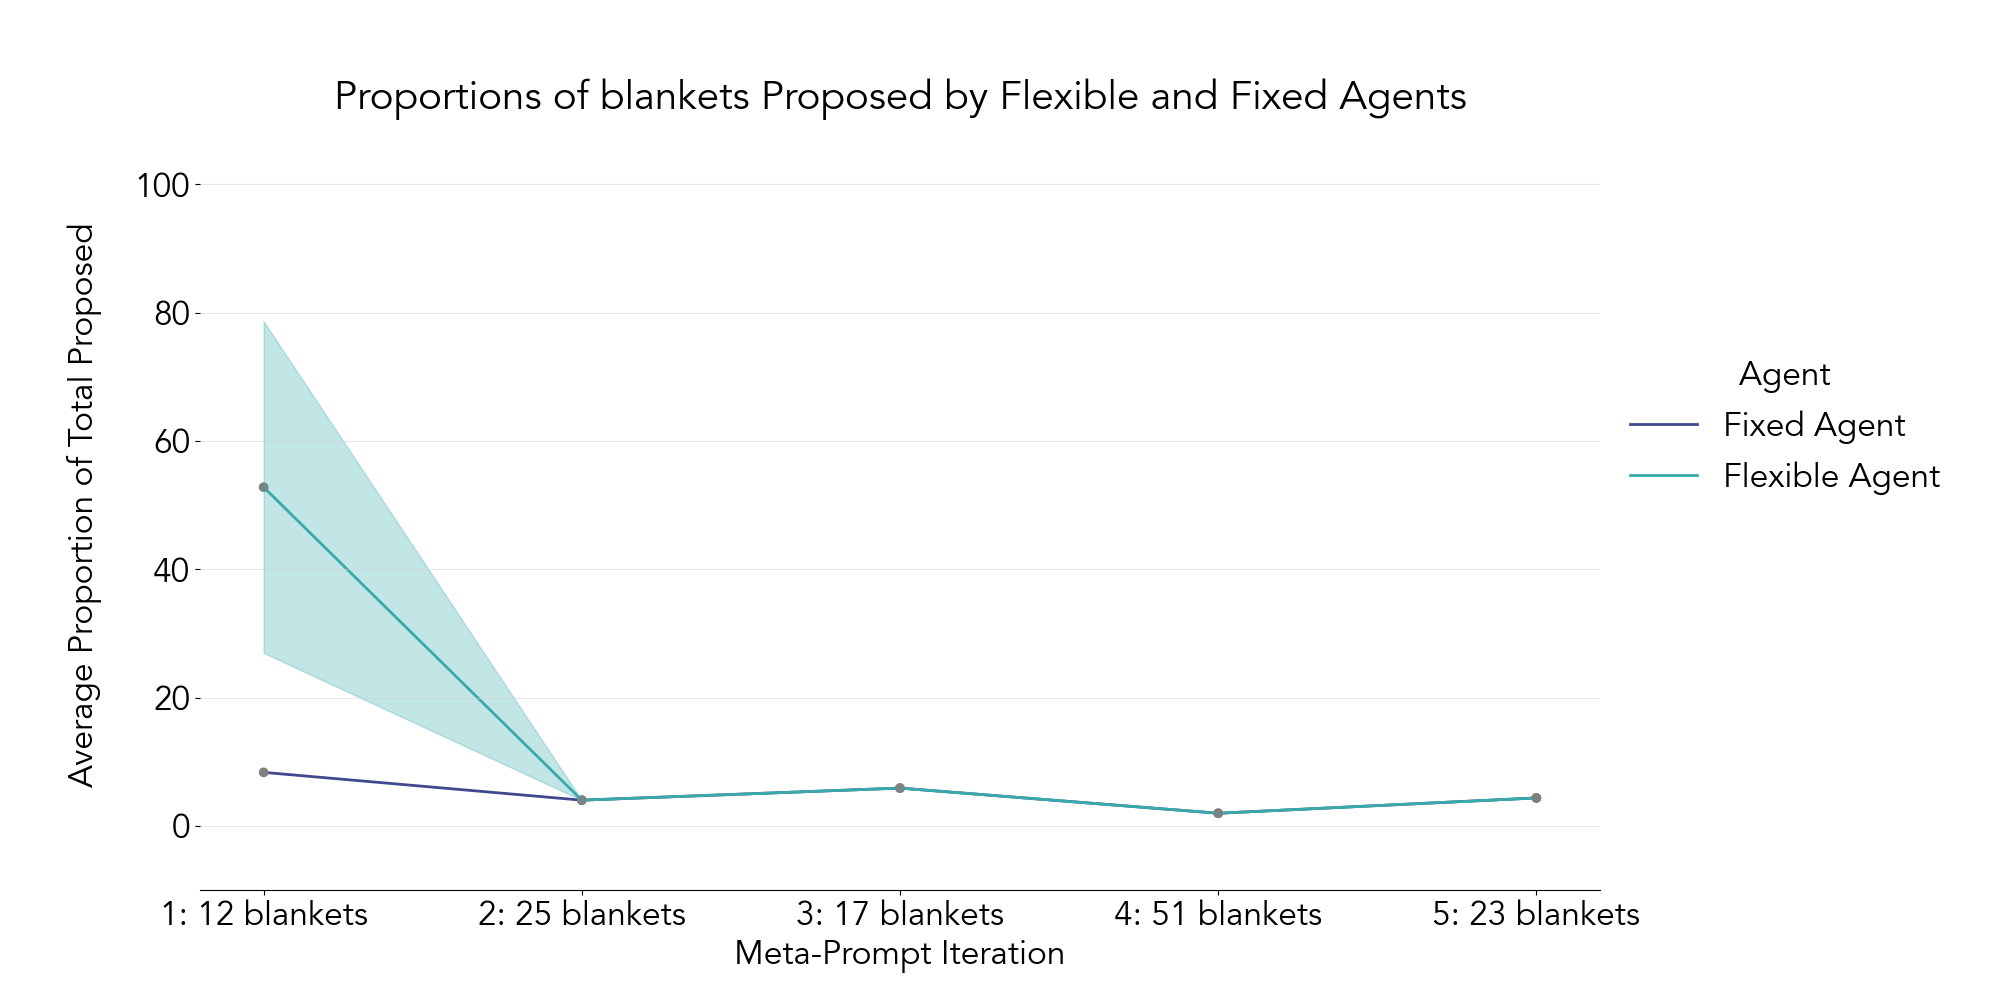 Proportions of blankets Proposed by Flexible and Fixed Agents
Average Proportion of Total Proposed
100
80
60
40
20
0
1: 12 blankets
2: 25 blankets
3: 17 blankets
4: 51 blankets
5: 23 blankets
Meta-Prompt Iteration
Agent
Fixed Agent
Flexible Agent